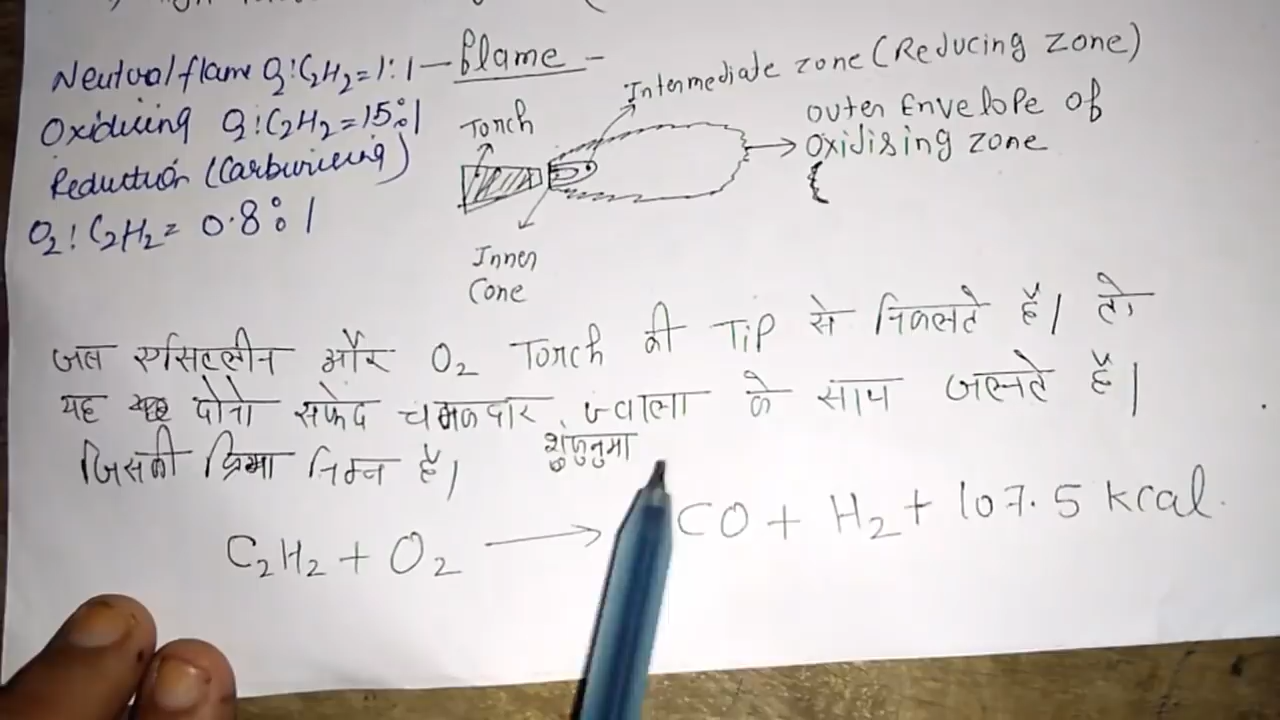 Neutral flame O2:C2H2=1:1 — flame –
Oxidising O2:C2H2=15:1
Reduction (Carburising)
O2:C2H2= 0.8:1
Intermediate zone (Reducing zone)
Torch
outer Envelope of
Oxidising zone
Inner
Cone
जब एसिटलीन और O2 Torch की Tip से निकलते हैं। तो
यह दोनो सफेद चमकदार ज्वाला के साथ जलते हैं।
शंकुनुमा
जिसकी क्रिया निम्न है।
C2H2 + O2 → CO + H2 + 107.5 kcal.